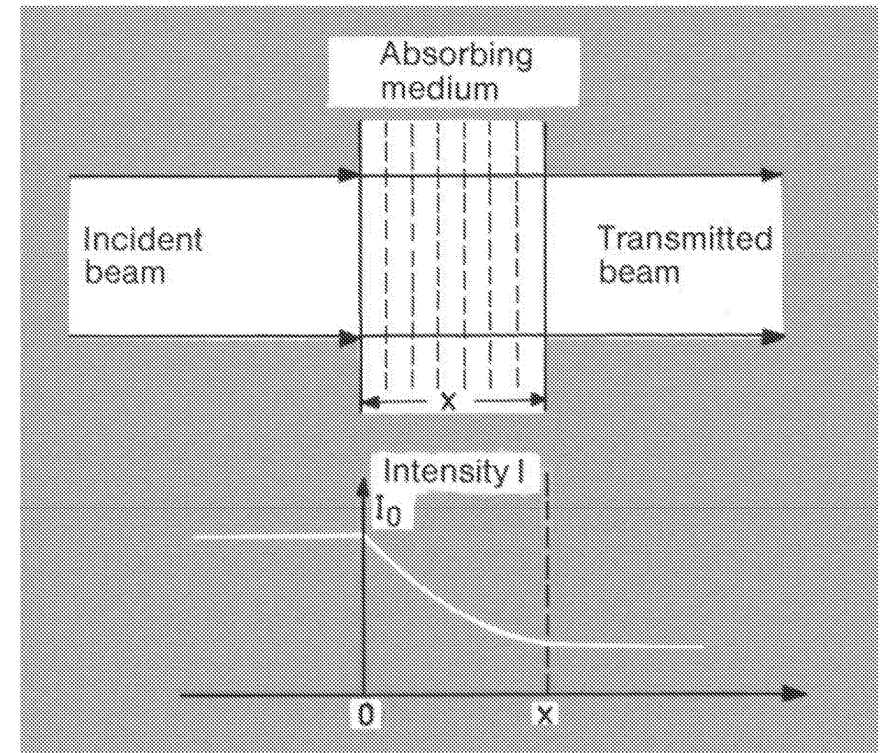 Absorbing
medium
Incident
beam
Transmitted
beam
x
Intensity I
I₀
0
x